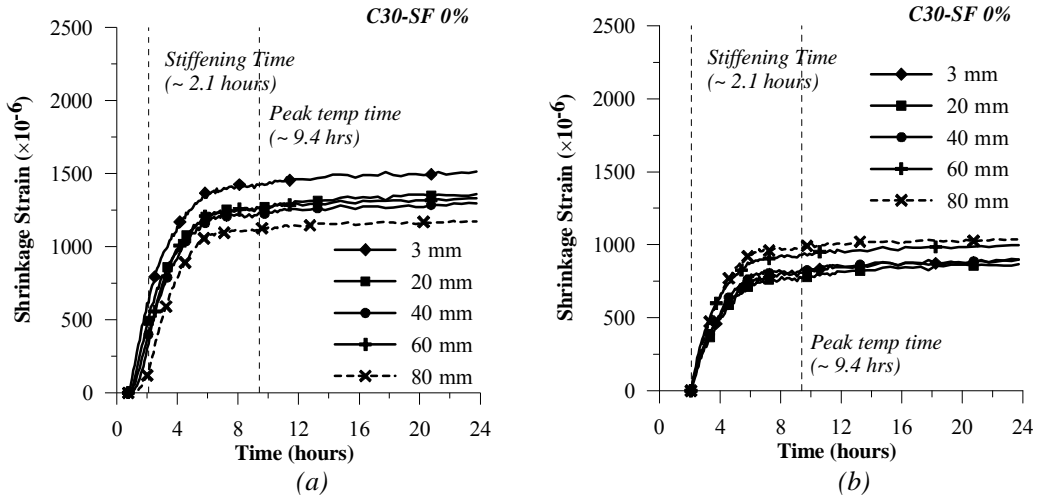 C30-SF 0%
2500
2000
1500
1000
500
0
Shrinkage Strain (×10-6)
Stiffening Time
(~ 2.1 hours)
Peak temp time
(~ 9.4 hrs)
3 mm
20 mm
40 mm
60 mm
80 mm
0 4 8 12 16 20 24
Time (hours)
(a)
C30-SF 0%
2500
2000
1500
1000
500
0
Shrinkage Strain (×10-6)
Stiffening Time
(~ 2.1 hours)
3 mm
20 mm
40 mm
60 mm
80 mm
Peak temp time
(~ 9.4 hrs)
0 4 8 12 16 20 24
Time (hours)
(b)